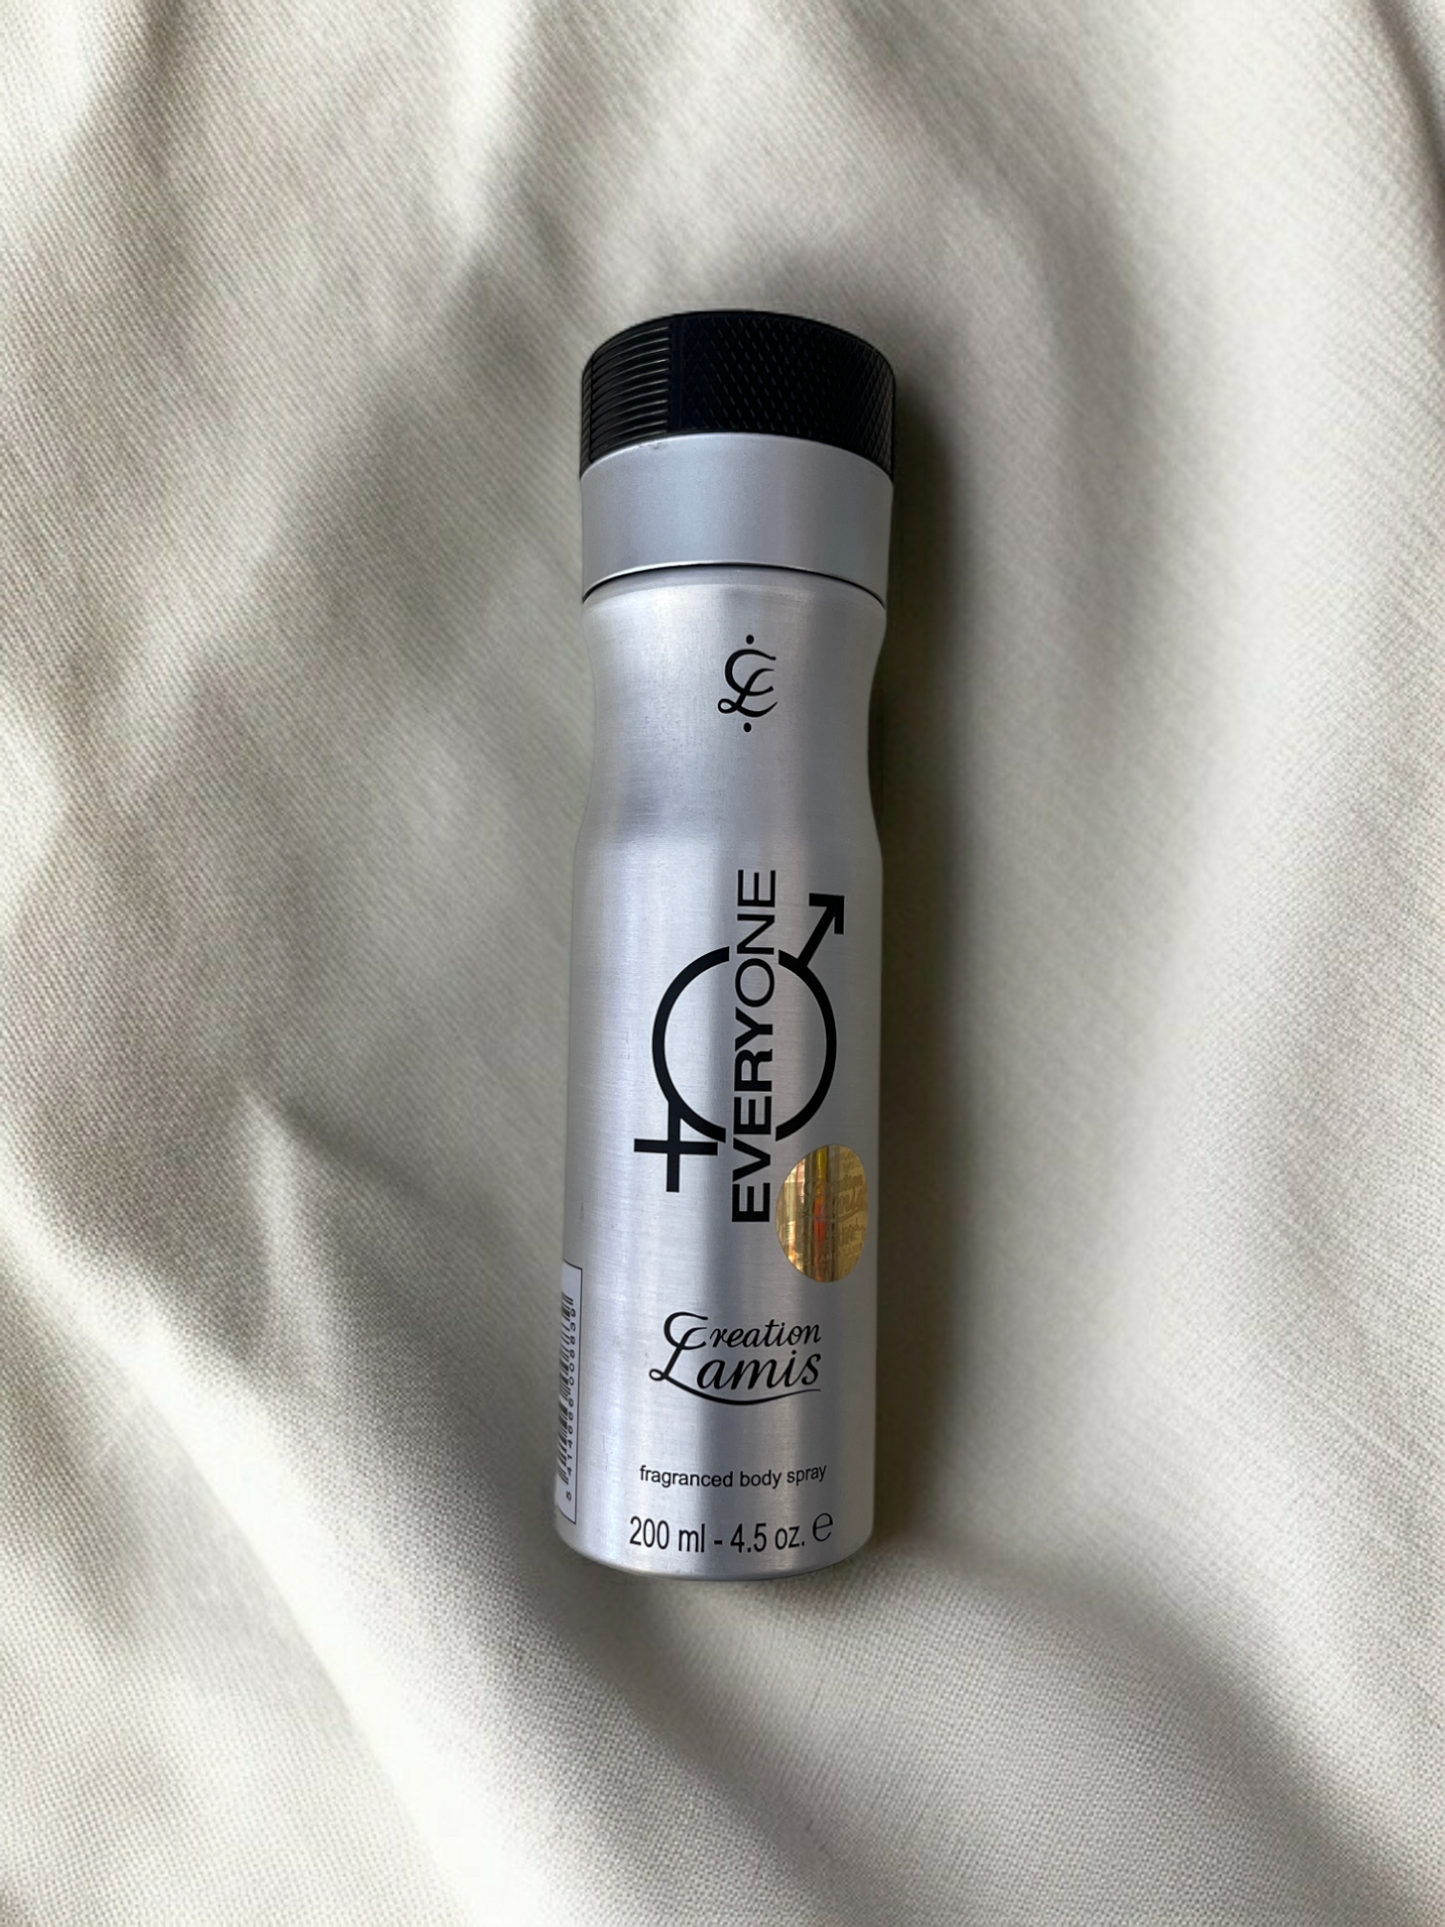 EVERYONE
Creation
Lamis
fragranced body spray
200 ml - 4.5 oz. ℮